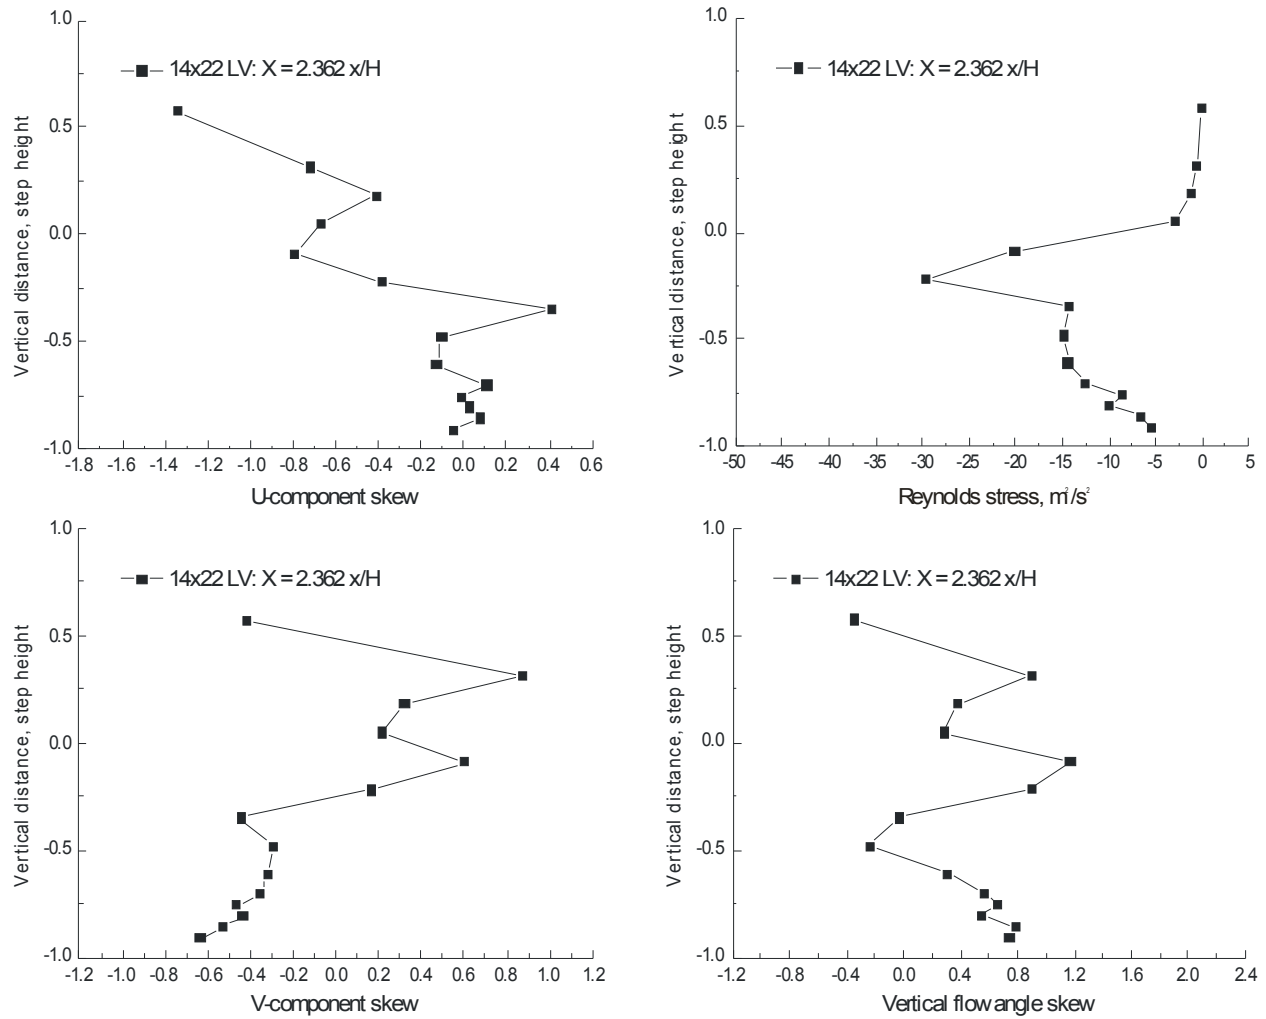 1.0
0.5
0.0
-0.5
-1.0
Vertical distance, step height
14x22 LV: X = 2.362 x/H
-1.8 -1.6 -1.4 -1.2 -1.0 -0.8 -0.6 -0.4 -0.2 0.0 0.2 0.4 0.6
U-component skew
1.0
0.5
0.0
-0.5
-1.0
Vertical distance, step height
14x22 LV: X = 2.362 x/H
-50 -45 -40 -35 -30 -25 -20 -15 -10 -5 0 5
Reynolds stress, m²/s²
1.0
0.5
0.0
-0.5
-1.0
Vertical distance, step height
14x22 LV: X = 2.362 x/H
-1.2 -1.0 -0.8 -0.6 -0.4 -0.2 0.0 0.2 0.4 0.6 0.8 1.0 1.2
V-component skew
1.0
0.5
0.0
-0.5
-1.0
Vertical distance, step height
14x22 LV: X = 2.362 x/H
-1.2 -0.8 -0.4 0.0 0.4 0.8 1.2 1.6 2.0 2.4
Vertical flow angle skew